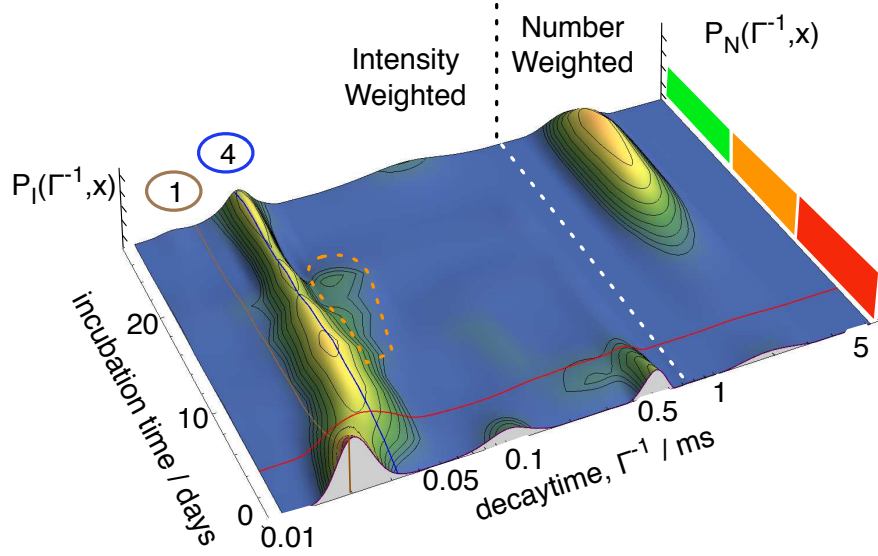 Intensity
Weighted
Number
Weighted
P_N(Γ⁻¹,x)
4
1
P_I(Γ⁻¹,x)
incubation time / days
20
10
0
0.01
0.05
0.1
0.5
1
5
decaytime, Γ⁻¹ / ms